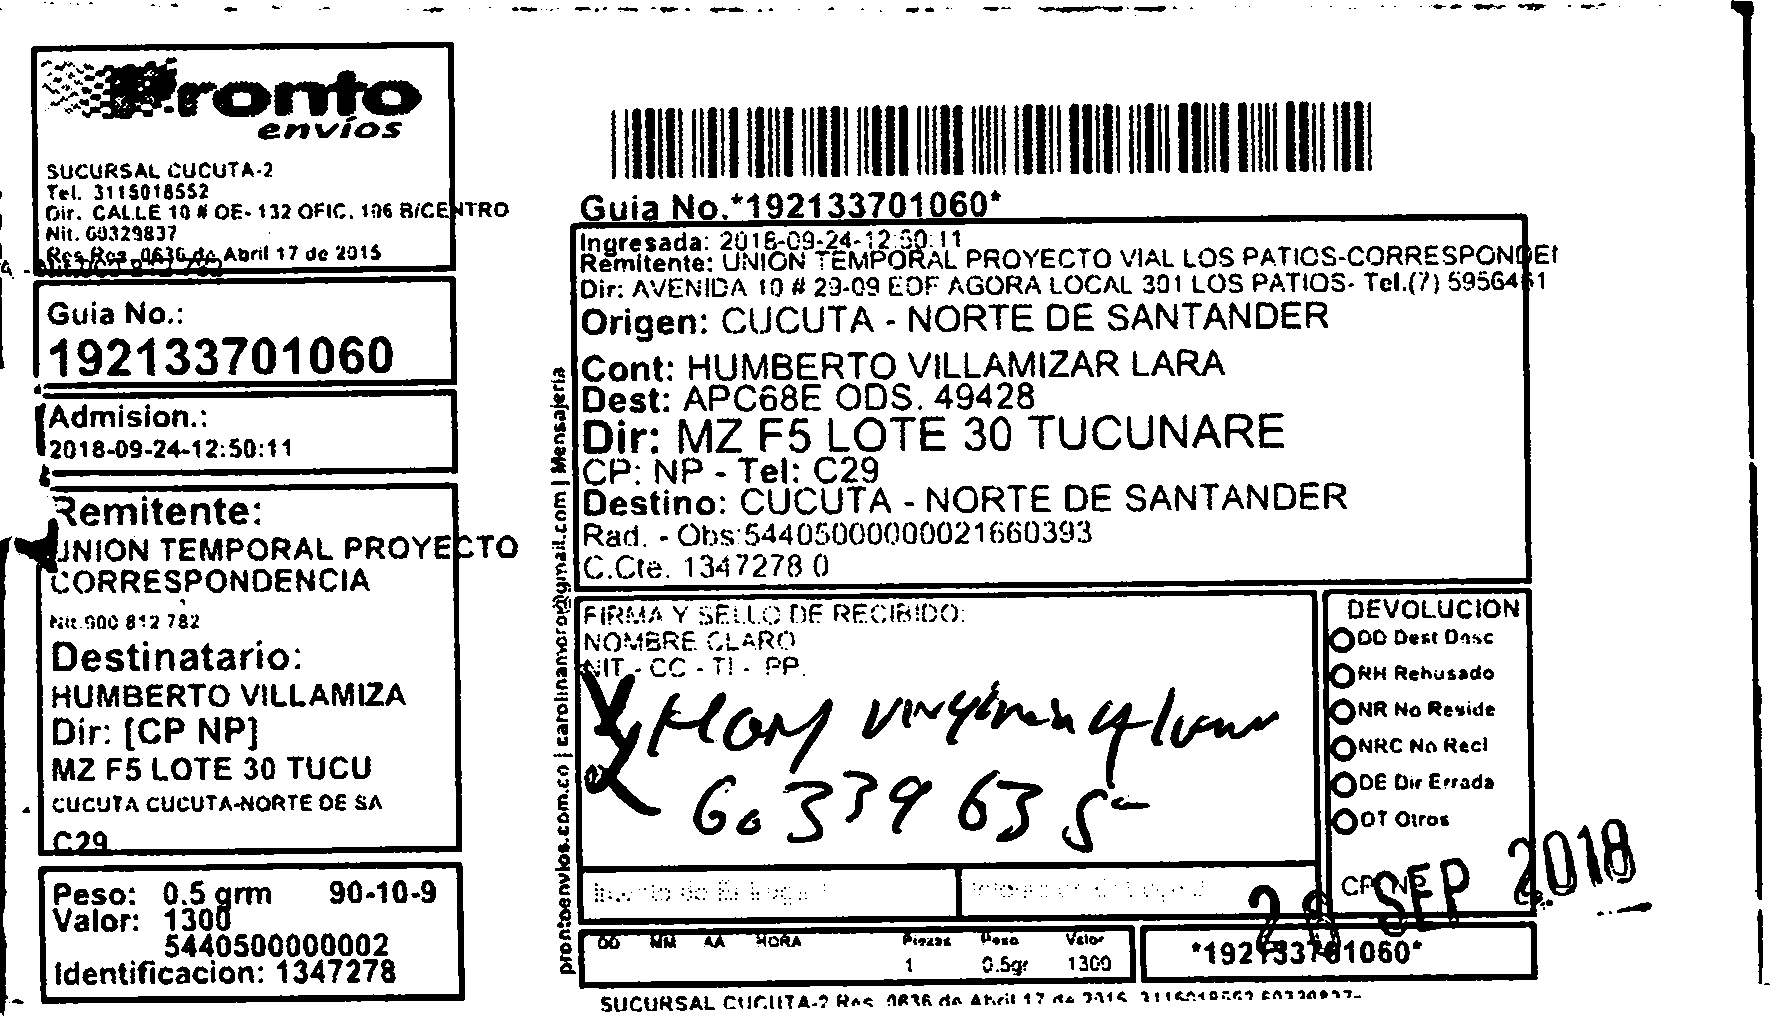 Pronto
envíos
SUCURSAL CUCUTA-2
Tel. 3115018552
Dir. CALLE 10 # OE- 132 OFIC. 106 B/CENTRO
Nit. 60329837
Res Res. 0636 de Abril 17 de 2015
Guia No.:
192133701060
Admision.:
2018-09-24-12:50:11
Remitente:
UNION TEMPORAL PROYECTO
CORRESPONDENCIA
Nit.900 812 782
Destinatario:
HUMBERTO VILLAMIZA
Dir: [CP NP]
MZ F5 LOTE 30 TUCU
CUCUTA CUCUTA-NORTE DE SA
C29
Peso: 0.5 grm 90-10-9
Valor: 1300
5440500000002
Identificacion: 1347278
prontoenvios.com.co | carolinamoro@gmail.com | Mensajeria
Guia No.*192133701060*
Ingresada: 2018-09-24-12:50:11
Remitente: UNION TEMPORAL PROYECTO VIAL LOS PATIOS-CORRESPONDEI
Dir: AVENIDA 10 # 29-09 EDF AGORA LOCAL 301 LOS PATIOS- Tel.(7) 5956461
Origen: CUCUTA - NORTE DE SANTANDER
Cont: HUMBERTO VILLAMIZAR LARA
Dest: APC68E ODS. 49428
Dir: MZ F5 LOTE 30 TUCUNARE
CP: NP - Tel: C29
Destino: CUCUTA - NORTE DE SANTANDER
Rad. - Obs:544050000000021660393
C.Cte. 1347278 0
FIRMA Y SELLO DE RECIBIDO:
NOMBRE CLARO
NIT - CC - TI - PP.
60339635
DEVOLUCION
DD Dest Desc
RH Rehusado
NR No Reside
NRC No Recl
DE Dir Errada
OT Otros
CP: NP
SEP 2018
DD MM AA HORA Piezas Peso Valor
1 0.5gr 1300
*192133701060*
SUCURSAL CUCUTA-2 Res. 0636 de Abril 17 de 2015 3115018552 60329837-